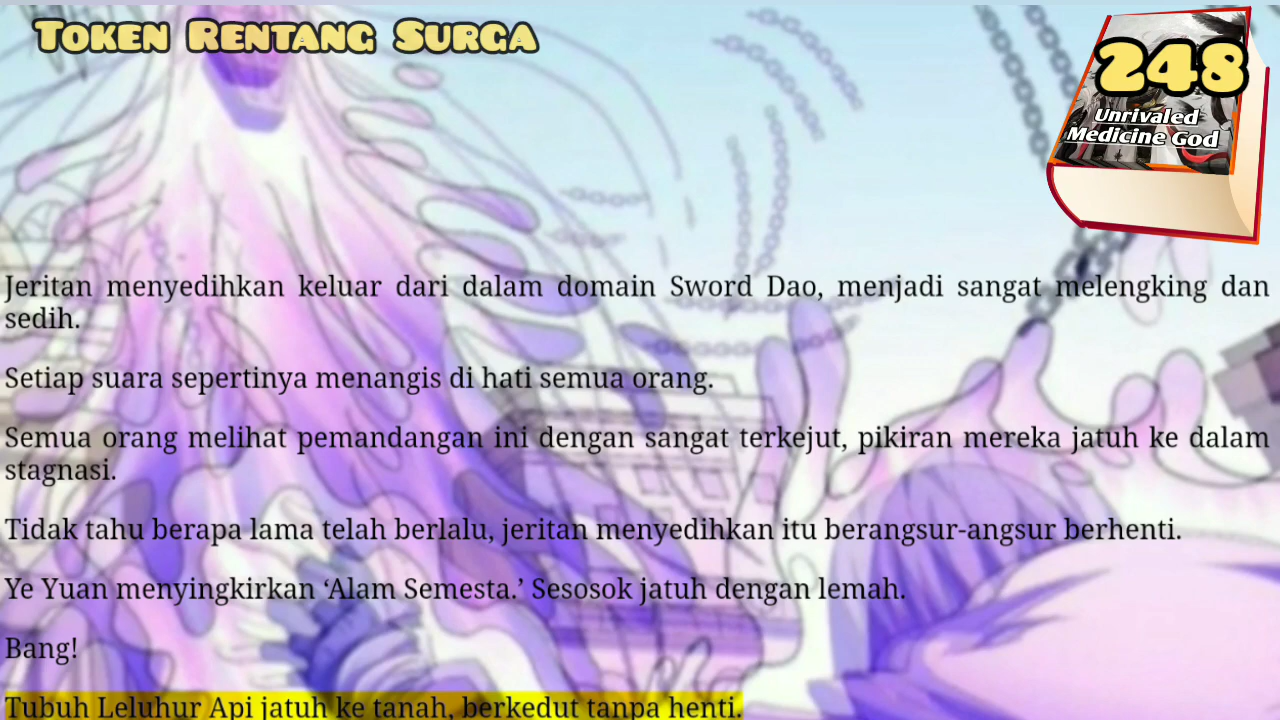 Token Rentang Surga
248
Unrivaled
Medicine God
Jeritan menyedihkan keluar dari dalam domain Sword Dao, menjadi sangat melengking dan
sedih.
Setiap suara sepertinya menangis di hati semua orang.
Semua orang melihat pemandangan ini dengan sangat terkejut, pikiran mereka jatuh ke dalam
stagnasi.
Tidak tahu berapa lama telah berlalu, jeritan menyedihkan itu berangsur-angsur berhenti.
Ye Yuan menyingkirkan ‘Alam Semesta.’ Sesosok jatuh dengan lemah.
Bang!
Tubuh Leluhur Api jatuh ke tanah, berkedut tanpa henti.